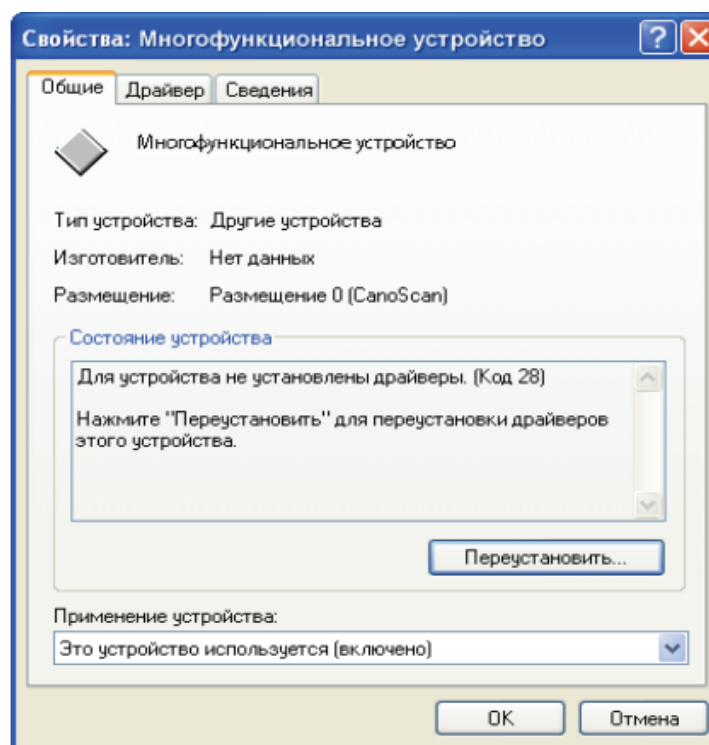 Свойства: Многофункциональное устройство
Общие Драйвер Сведения
Многофункциональное устройство
Тип устройства: Другие устройства
Изготовитель: Нет данных
Размещение: Размещение 0 (CanoScan)
Состояние устройства
Для устройства не установлены драйверы. (Код 28)
Нажмите "Переустановить" для переустановки драйверов
этого устройства.
Переустановить...
Применение устройства:
Это устройство используется (включено)
ОК Отмена